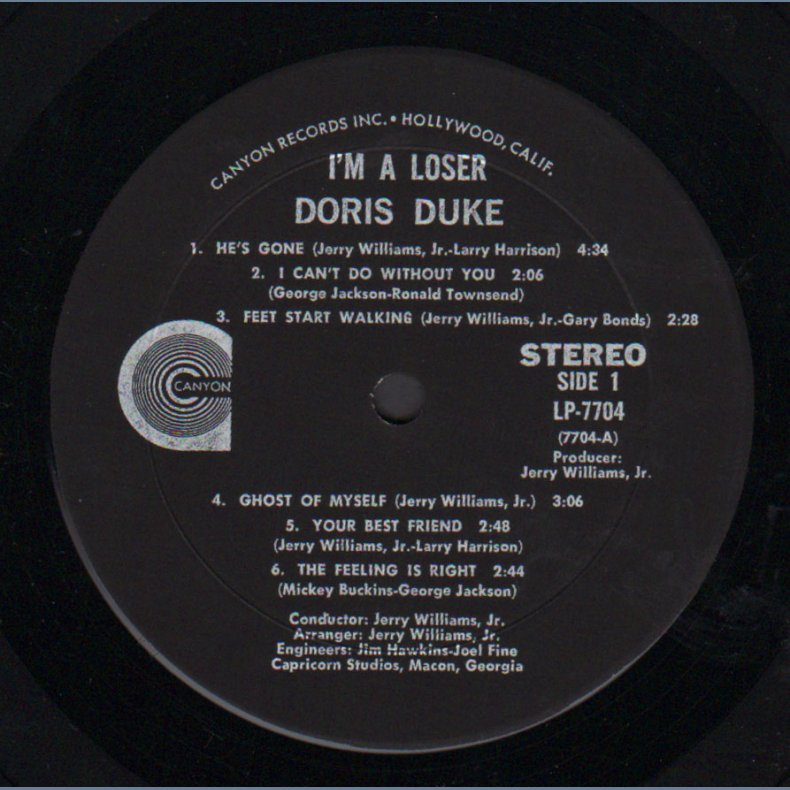 CANYON RECORDS INC. • HOLLYWOOD, CALIF.
I'M A LOSER
DORIS DUKE
1. HE'S GONE (Jerry Williams, Jr.-Larry Harrison) 4:34
2. I CAN'T DO WITHOUT YOU 2:06
(George Jackson-Ronald Townsend)
3. FEET START WALKING (Jerry Williams, Jr.-Gary Bonds) 2:28
CANYON
STEREO
SIDE 1
LP-7704
(7704-A)
Producer:
Jerry Williams, Jr.
4. GHOST OF MYSELF (Jerry Williams, Jr.) 3:06
5. YOUR BEST FRIEND 2:48
(Jerry Williams, Jr.-Larry Harrison)
6. THE FEELING IS RIGHT 2:44
(Mickey Buckins-George Jackson)
Conductor: Jerry Williams, Jr.
Arranger: Jerry Williams, Jr.
Engineers: Jim Hawkins-Joel Fine
Capricorn Studios, Macon, Georgia